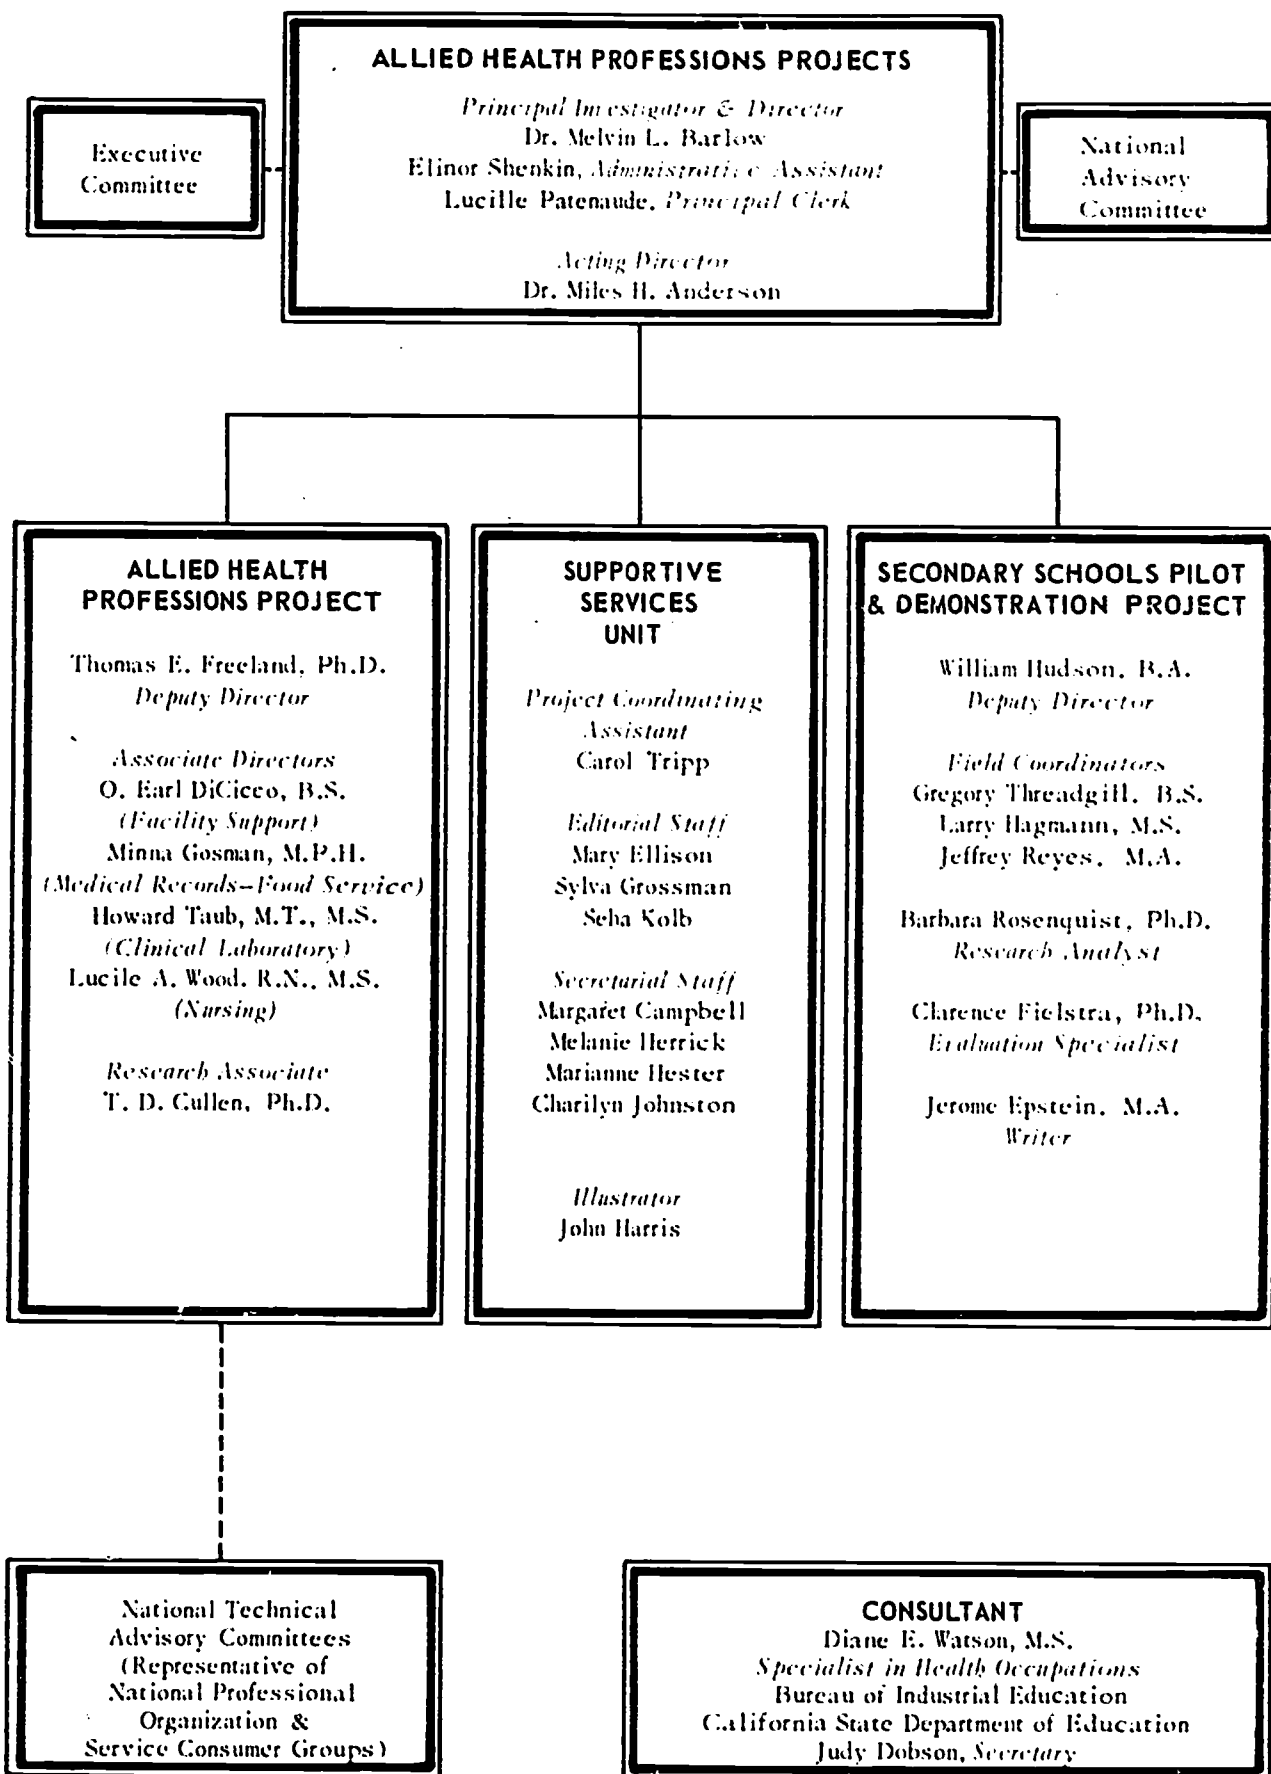 ALLIED HEALTH PROFESSIONS PROJECTS
Principal Investigator & Director
Dr. Melvin L. Barlow
Elinor Shenkin, Administrative Assistant
Lucille Patenaude, Principal Clerk
Acting Director
Dr. Miles H. Anderson
Executive
Committee
National
Advisory
Committee
ALLIED HEALTH
PROFESSIONS PROJECT
Thomas E. Freeland, Ph.D.
Deputy Director
Associate Directors
O. Earl DiCicco, B.S.
(Facility Support)
Minna Gosman, M.P.H.
(Medical Records–Food Service)
Howard Taub, M.T., M.S.
(Clinical Laboratory)
Lucile A. Wood, R.N., M.S.
(Nursing)
Research Associate
T. D. Cullen, Ph.D.
SUPPORTIVE
SERVICES
UNIT
Project Coordinating
Assistant
Carol Tripp
Editorial Staff
Mary Ellison
Sylva Grossman
Seba Kolb
Secretarial Staff
Margaret Campbell
Melanie Herrick
Marianne Hester
Charilyn Johnston
Illustrator
John Harris
SECONDARY SCHOOLS PILOT
& DEMONSTRATION PROJECT
William Hudson, B.A.
Deputy Director
Field Coordinators
Gregory Threadgill, B.S.
Larry Hagmann, M.S.
Jeffrey Reyes, M.A.
Barbara Rosenquist, Ph.D.
Research Analyst
Clarence Fielstra, Ph.D.
Evaluation Specialist
Jerome Epstein, M.A.
Writer
National Technical
Advisory Committees
(Representative of
National Professional
Organization &
Service Consumer Groups)
CONSULTANT
Diane E. Watson, M.S.
Specialist in Health Occupations
Bureau of Industrial Education
California State Department of Education
Judy Dobson, Secretary